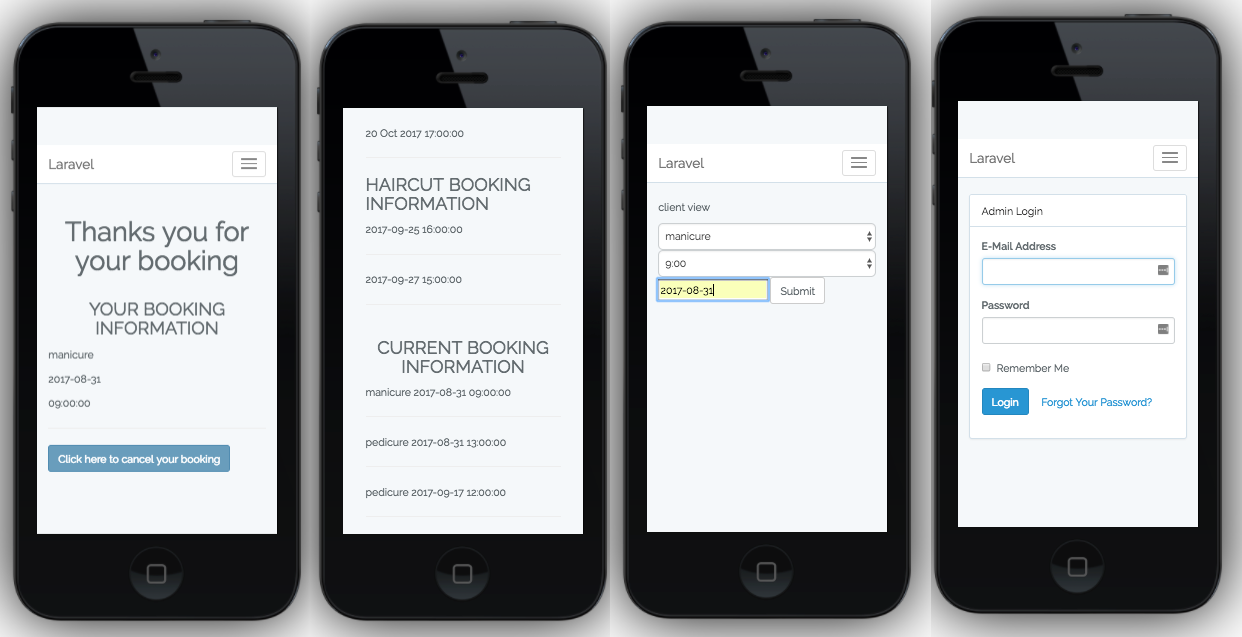 Laravel
Thanks you for
your booking
YOUR BOOKING
INFORMATION
manicure
2017-08-31
09:00:00
Click here to cancel your booking
20 Oct 2017 17:00:00
HAIRCUT BOOKING
INFORMATION
2017-09-25 16:00:00
2017-09-27 15:00:00
CURRENT BOOKING
INFORMATION
manicure 2017-08-31 09:00:00
pedicure 2017-08-31 13:00:00
pedicure 2017-09-17 12:00:00
Laravel
client view
manicure
9:00
2017-08-31
Submit
Laravel
Admin Login
E-Mail Address
Password
Remember Me
Login
Forgot Your Password?